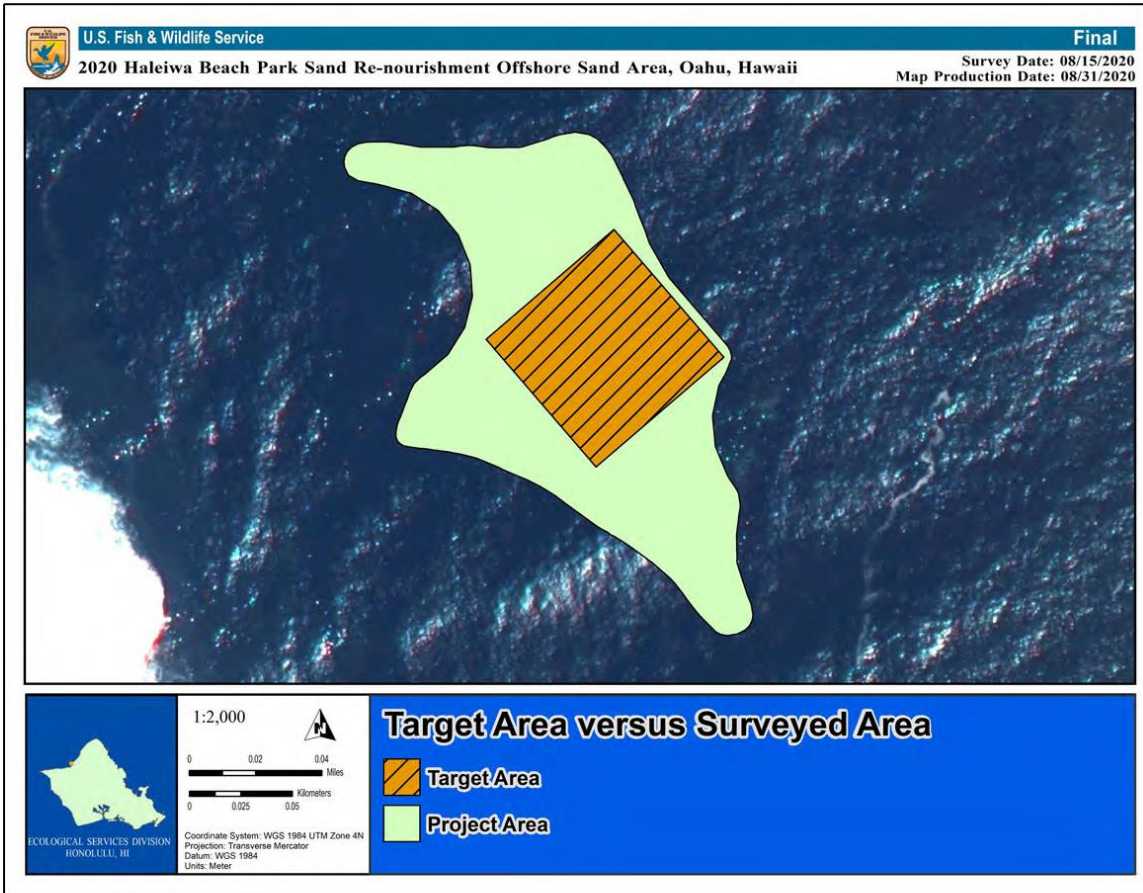 U.S.
FISH & WILDLIFE
SERVICE
U.S. Fish & Wildlife Service
Final
2020 Haleiwa Beach Park Sand Re-nourishment Offshore Sand Area, Oahu, Hawaii
Survey Date: 08/15/2020
Map Production Date: 08/31/2020
ECOLOGICAL SERVICES DIVISION
HONOLULU, HI
1:2,000
N
0 0.02 0.04
Miles
Kilometers
0 0.025 0.05
Coordinate System: WGS 1984 UTM Zone 4N
Projection: Transverse Mercator
Datum: WGS 1984
Units: Meter
Target Area versus Surveyed Area
Target Area
Project Area